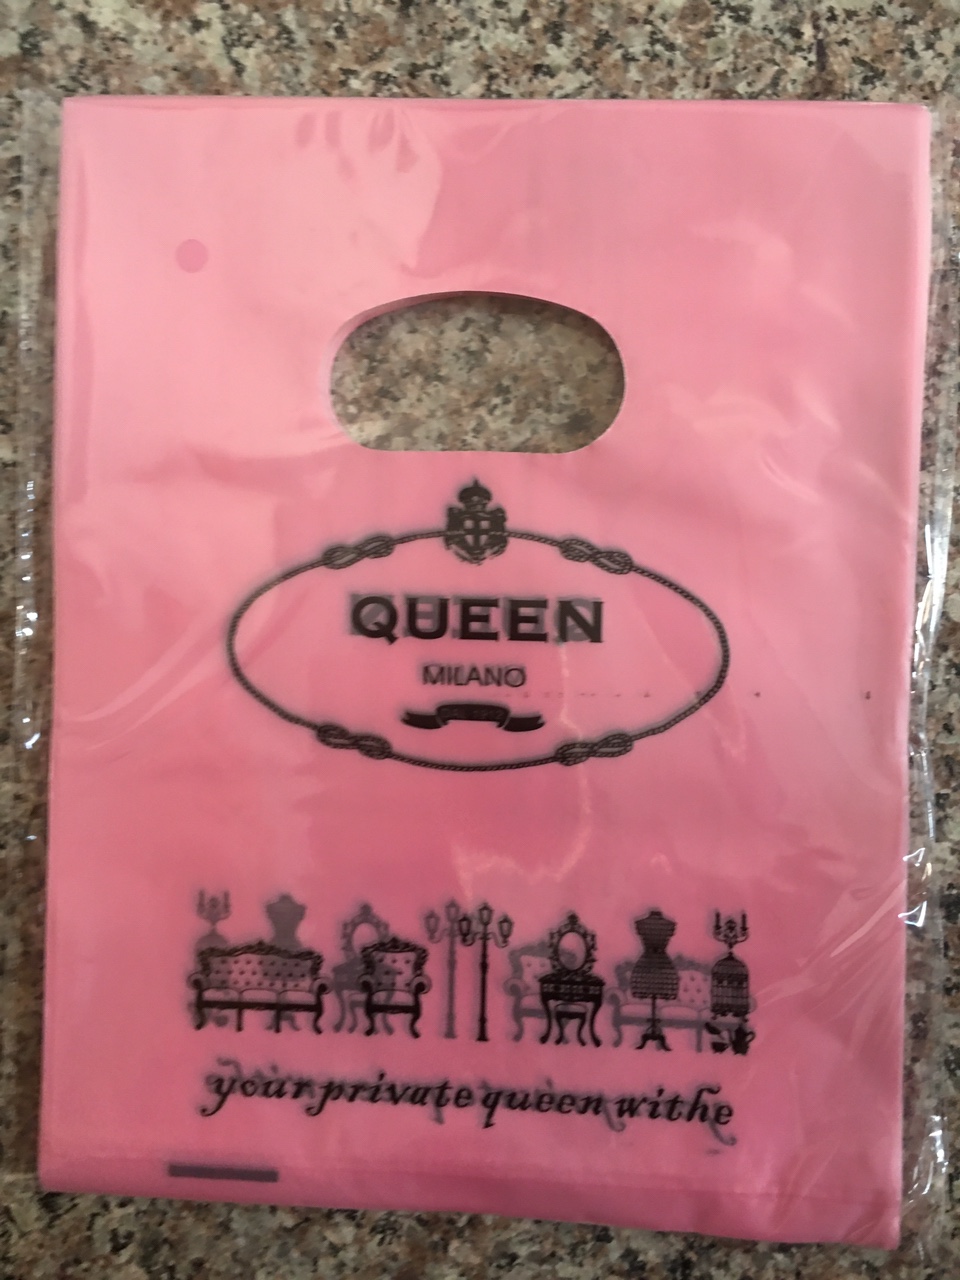 QUEEN
MILANO
your private queen withe